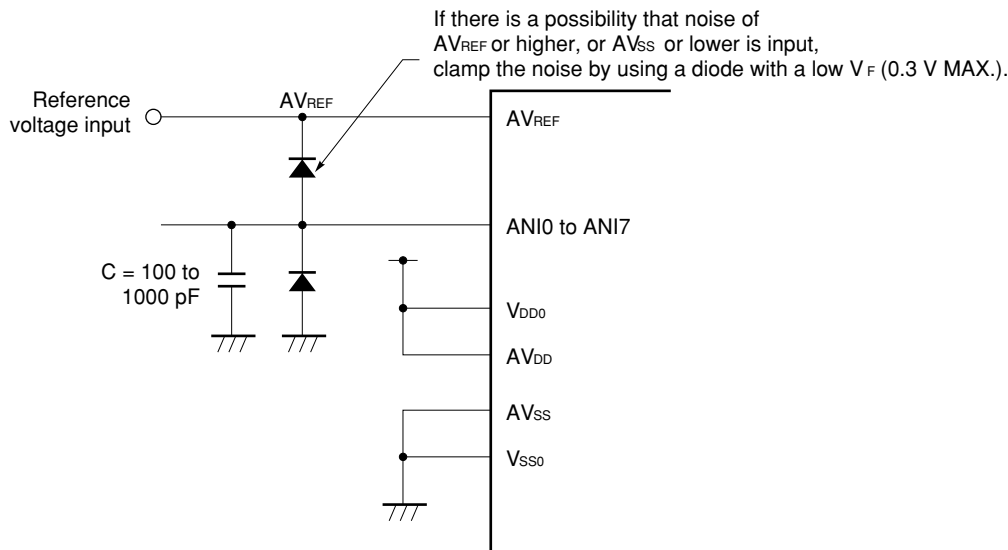 If there is a possibility that noise of
AVREF or higher, or AVSS or lower is input,
clamp the noise by using a diode with a low VF (0.3 V MAX.).
Reference
voltage input
AVREF
AVREF
ANI0 to ANI7
C = 100 to
1000 pF
VDD0
AVDD
AVSS
VSS0